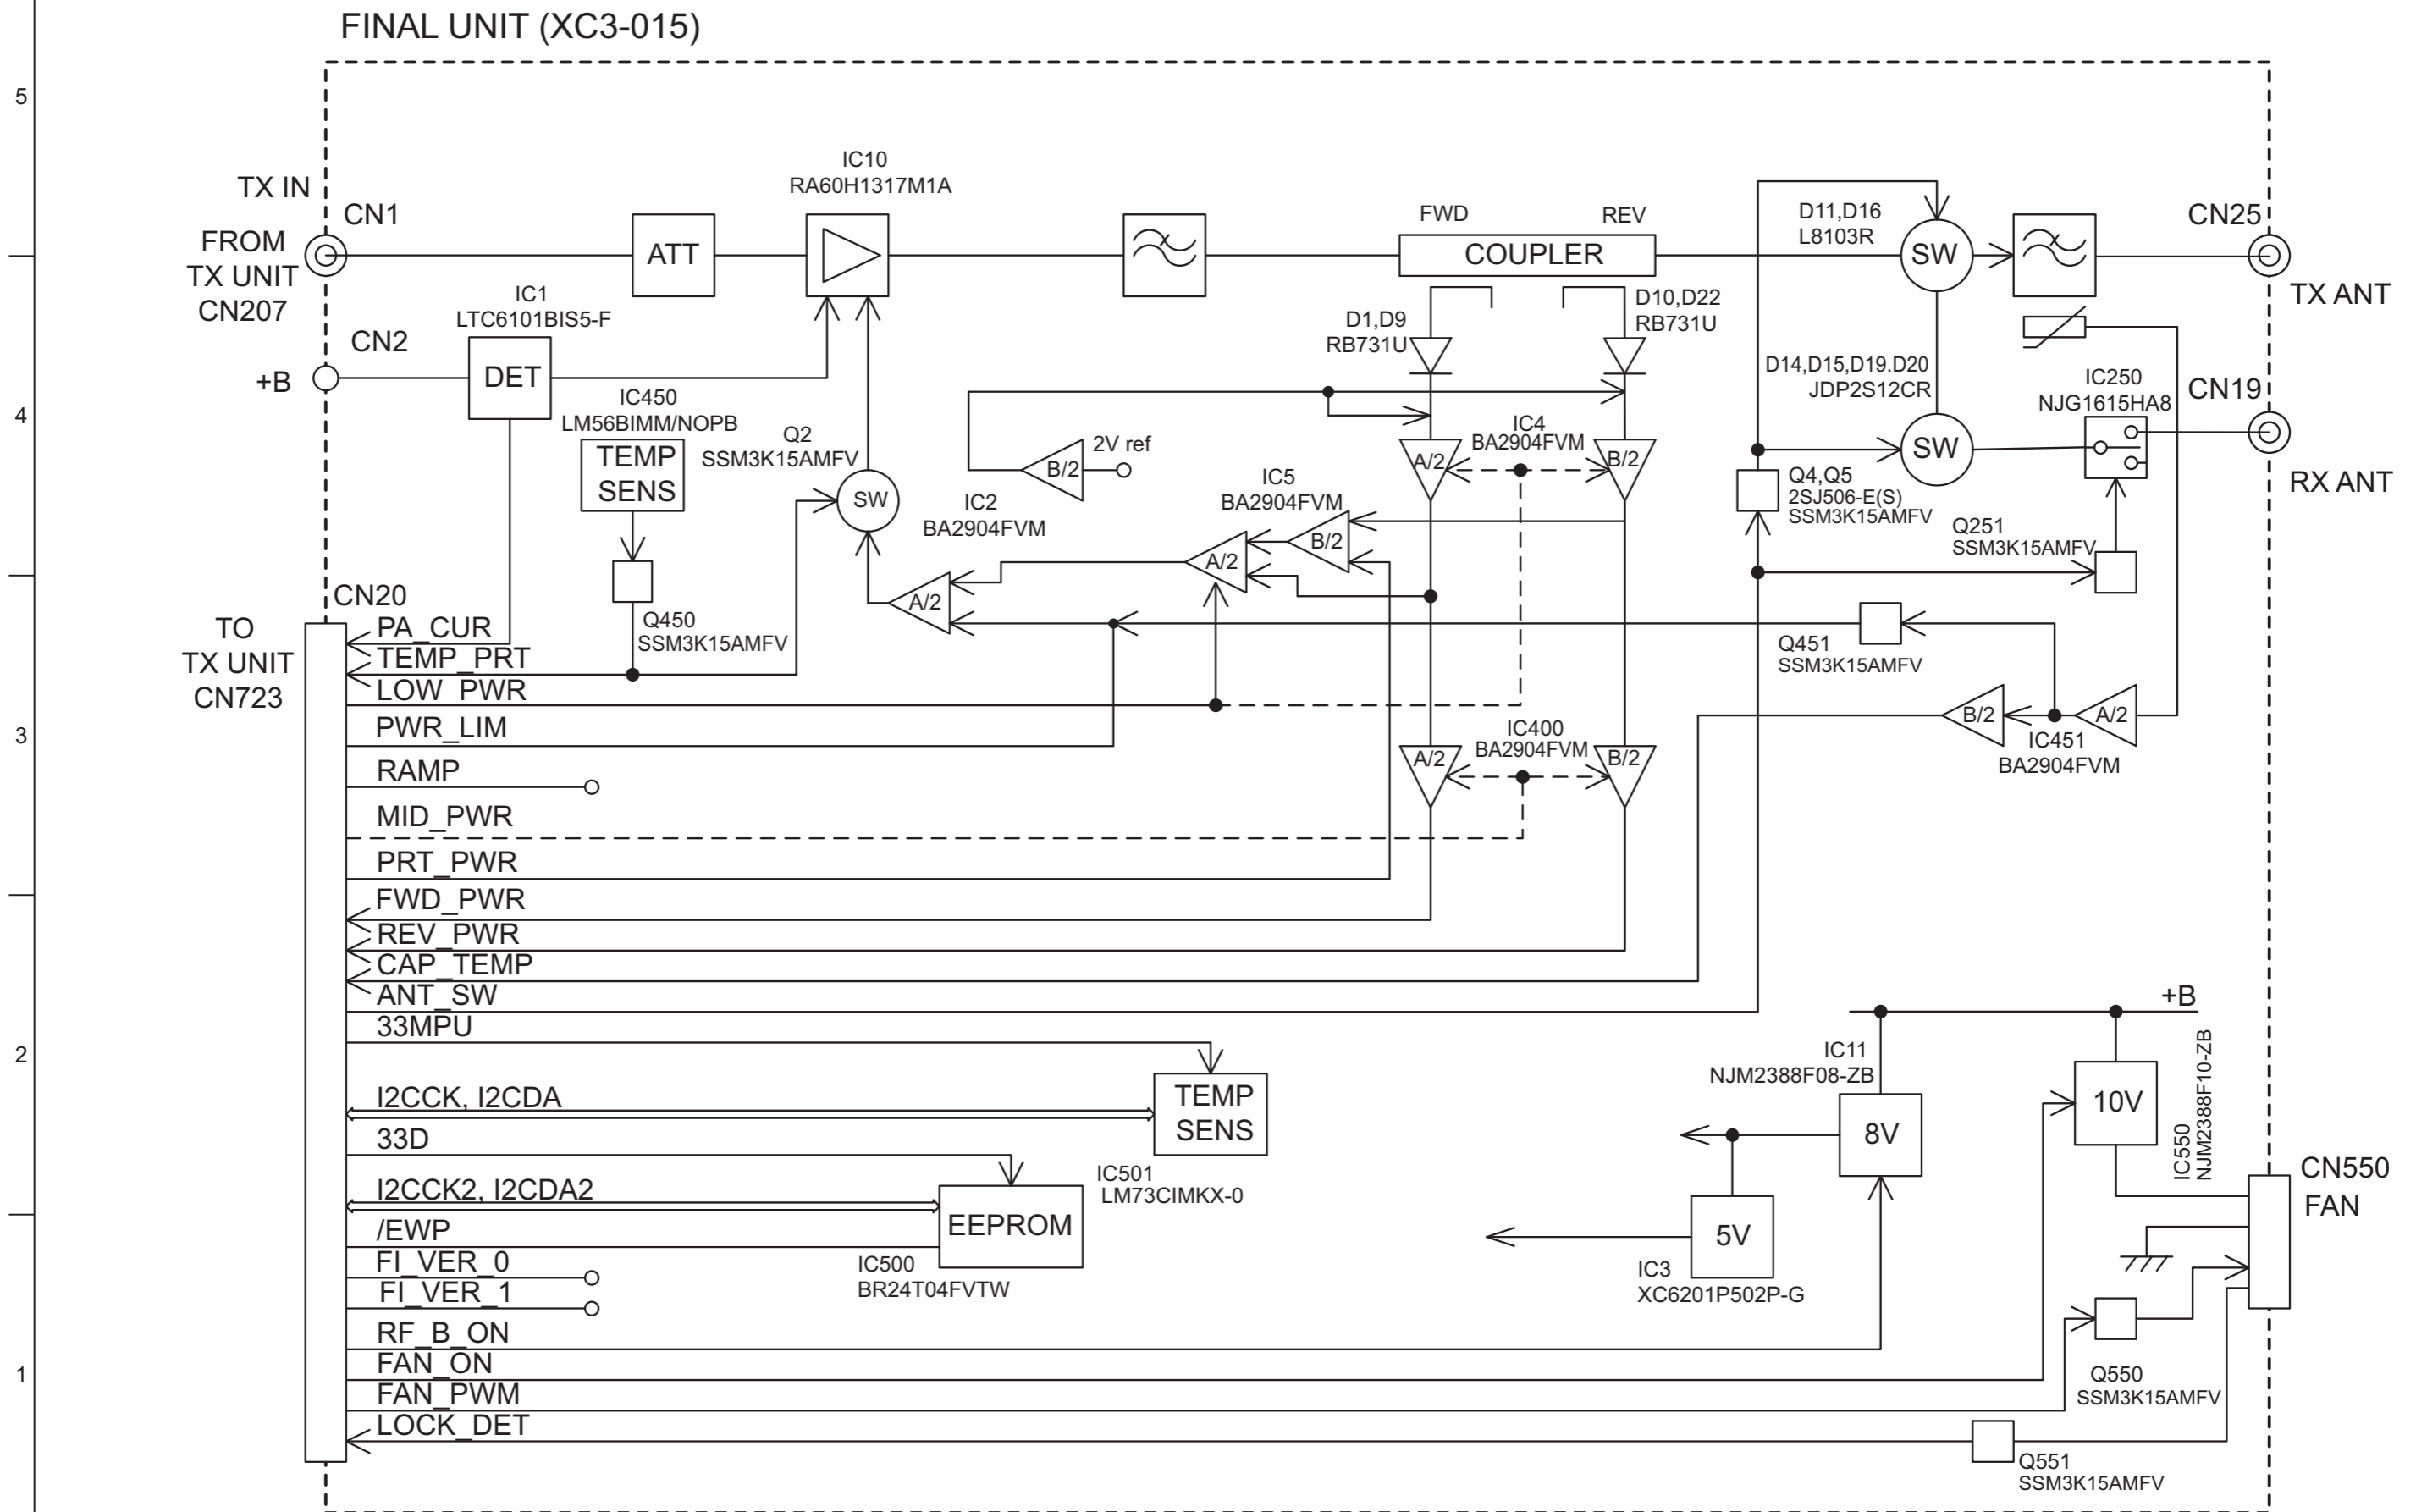 FINAL UNIT (XC3-015)
5
IC10
RA60H1317M1A
TX IN
CN1
FROM
TX UNIT
CN207
ATT
FWD
REV
COUPLER
D11,D16
L8103R
SW
CN25
TX ANT
IC1
LTC6101BIS5-F
CN2
+B
DET
D1,D9
RB731U
D10,D22
RB731U
D14,D15,D19.D20
JDP2S12CR
IC250
NJG1615HA8
CN19
RX ANT
4
IC450
LM56BIMM/NOPB
TEMP
SENS
Q2
SSM3K15AMFV
SW
2V ref
B/2
IC4
BA2904FVM
A/2
B/2
SW
Q4,Q5
2SJ506-E(S)
SSM3K15AMFV
IC2
BA2904FVM
IC5
BA2904FVM
B/2
A/2
A/2
Q251
SSM3K15AMFV
CN20
TO
TX UNIT
CN723
Q450
SSM3K15AMFV
Q451
SSM3K15AMFV
PA_CUR
TEMP_PRT
LOW_PWR
PWR_LIM
3
RAMP
MID_PWR
PRT_PWR
FWD_PWR
REV_PWR
CAP_TEMP
ANT_SW
33MPU
IC400
BA2904FVM
A/2
B/2
B/2
A/2
IC451
BA2904FVM
2
I2CCK, I2CDA
TEMP
SENS
33D
IC501
LM73CIMKX-0
I2CCK2, I2CDA2
EEPROM
/EWP
IC500
BR24T04FVTW
FI_VER_0
FI_VER_1
+B
IC11
NJM2388F08-ZB
8V
10V
IC550
NJM2388F10-ZB
5V
IC3
XC6201P502P-G
CN550
FAN
RF_B_ON
FAN_ON
1
FAN_PWM
LOCK_DET
Q550
SSM3K15AMFV
Q551
SSM3K15AMFV